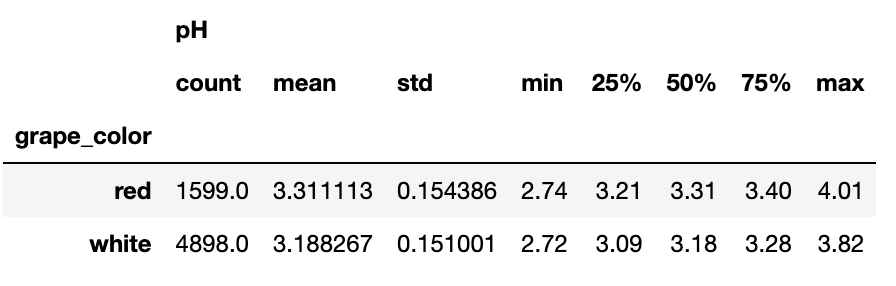 pH
count mean std min 25% 50% 75% max
grape_color
red 1599.0 3.311113 0.154386 2.74 3.21 3.31 3.40 4.01
white 4898.0 3.188267 0.151001 2.72 3.09 3.18 3.28 3.82